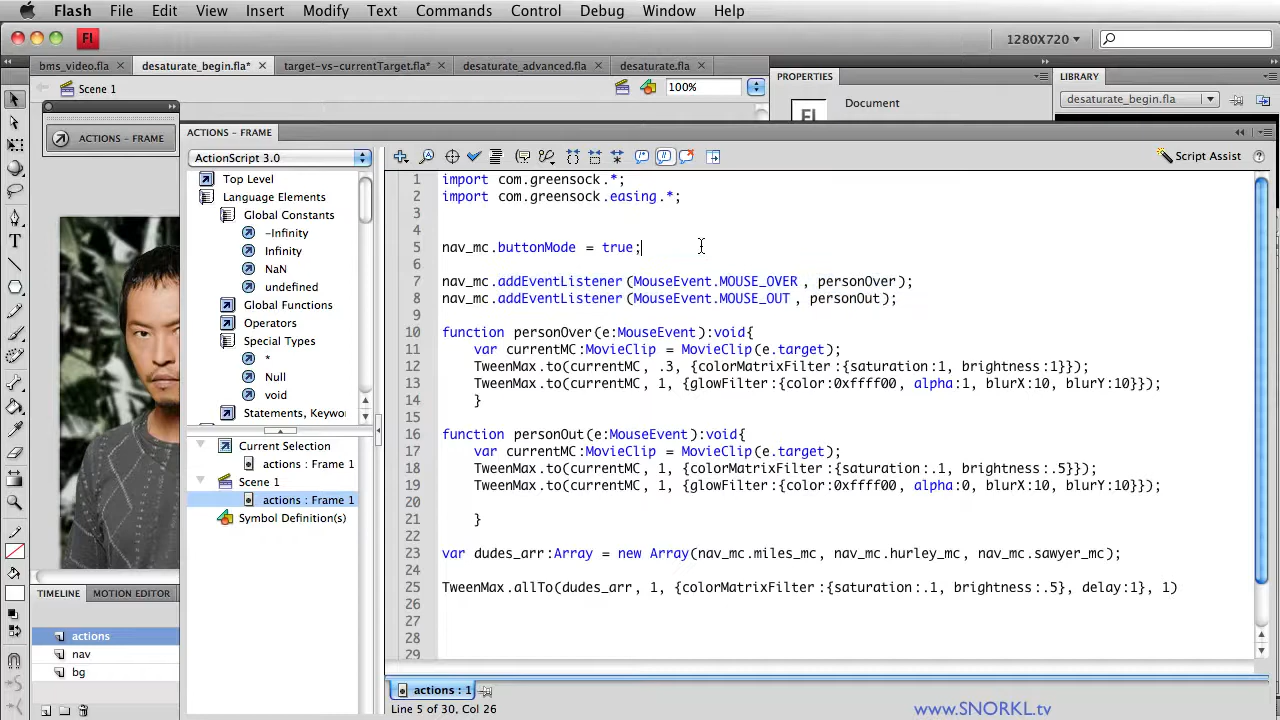 Flash File Edit View Insert Modify Text Commands Control Debug Window Help
Fl 1280X720
bms_video.fla desaturate_begin.fla* target-vs-currentTarget.fla* desaturate_advanced.fla desaturate.fla
PROPERTIES
LIBRARY
Scene 1
100%
Fl Document
desaturate_begin.fla
ACTIONS – FRAME
ACTIONS – FRAME
ActionScript 3.0
Script Assist
Top Level
Language Elements
Global Constants
-Infinity
Infinity
NaN
undefined
Global Functions
Operators
Special Types
*
Null
void
Statements, Keywo
Current Selection
actions : Frame 1
Scene 1
actions : Frame 1
Symbol Definition(s)
1 import com.greensock.*;
2 import com.greensock.easing.*;
3
4
5 nav_mc.buttonMode = true;
6
7 nav_mc.addEventListener(MouseEvent.MOUSE_OVER, personOver);
8 nav_mc.addEventListener(MouseEvent.MOUSE_OUT, personOut);
9
10 function personOver(e:MouseEvent):void{
11 var currentMC:MovieClip = MovieClip(e.target);
12 TweenMax.to(currentMC, .3, {colorMatrixFilter:{saturation:1, brightness:1}});
13 TweenMax.to(currentMC, 1, {glowFilter:{color:0xffff00, alpha:1, blurX:10, blurY:10}});
14 }
15
16 function personOut(e:MouseEvent):void{
17 var currentMC:MovieClip = MovieClip(e.target);
18 TweenMax.to(currentMC, 1, {colorMatrixFilter:{saturation:.1, brightness:.5}});
19 TweenMax.to(currentMC, 1, {glowFilter:{color:0xffff00, alpha:0, blurX:10, blurY:10}});
20
21 }
22
23 var dudes_arr:Array = new Array(nav_mc.miles_mc, nav_mc.hurley_mc, nav_mc.sawyer_mc);
24
25 TweenMax.allTo(dudes_arr, 1, {colorMatrixFilter:{saturation:.1, brightness:.5}, delay:1}, 1)
26
27
28
29
TIMELINE MOTION EDITOR
actions
nav
bg
actions : 1
Line 5 of 30, Col 26
www.SNORKL.tv